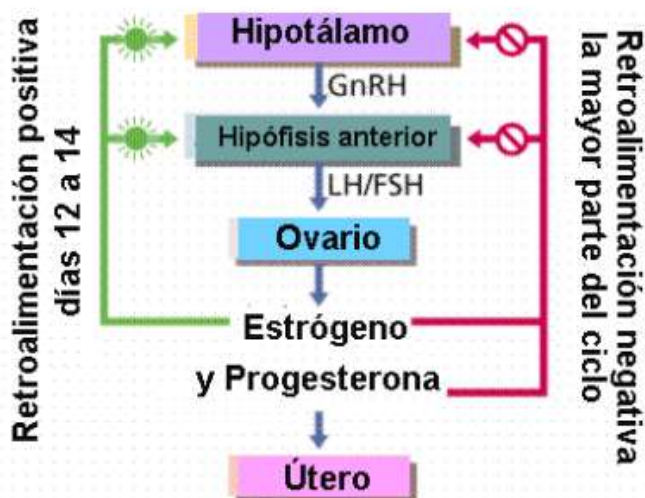 Retroalimentación positiva
días 12 a 14
Hipotálamo
GnRH
Hipófisis anterior
LH/FSH
Ovario
Estrógeno
y Progesterona
Útero
Retroalimentación negativa
la mayor parte del ciclo